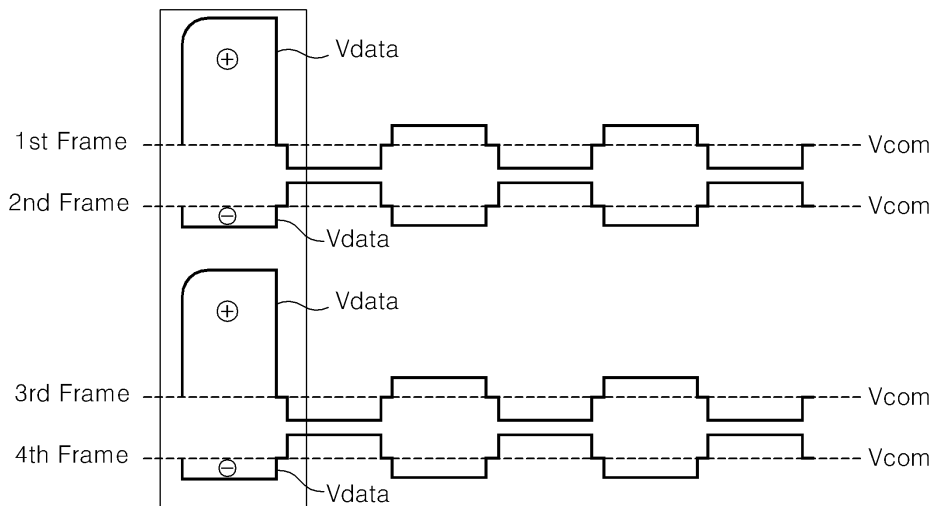 Vdata
⊕
1st Frame Vcom
2nd Frame ⊖ Vcom
Vdata
⊕ Vdata
3rd Frame Vcom
4th Frame ⊖ Vcom
Vdata